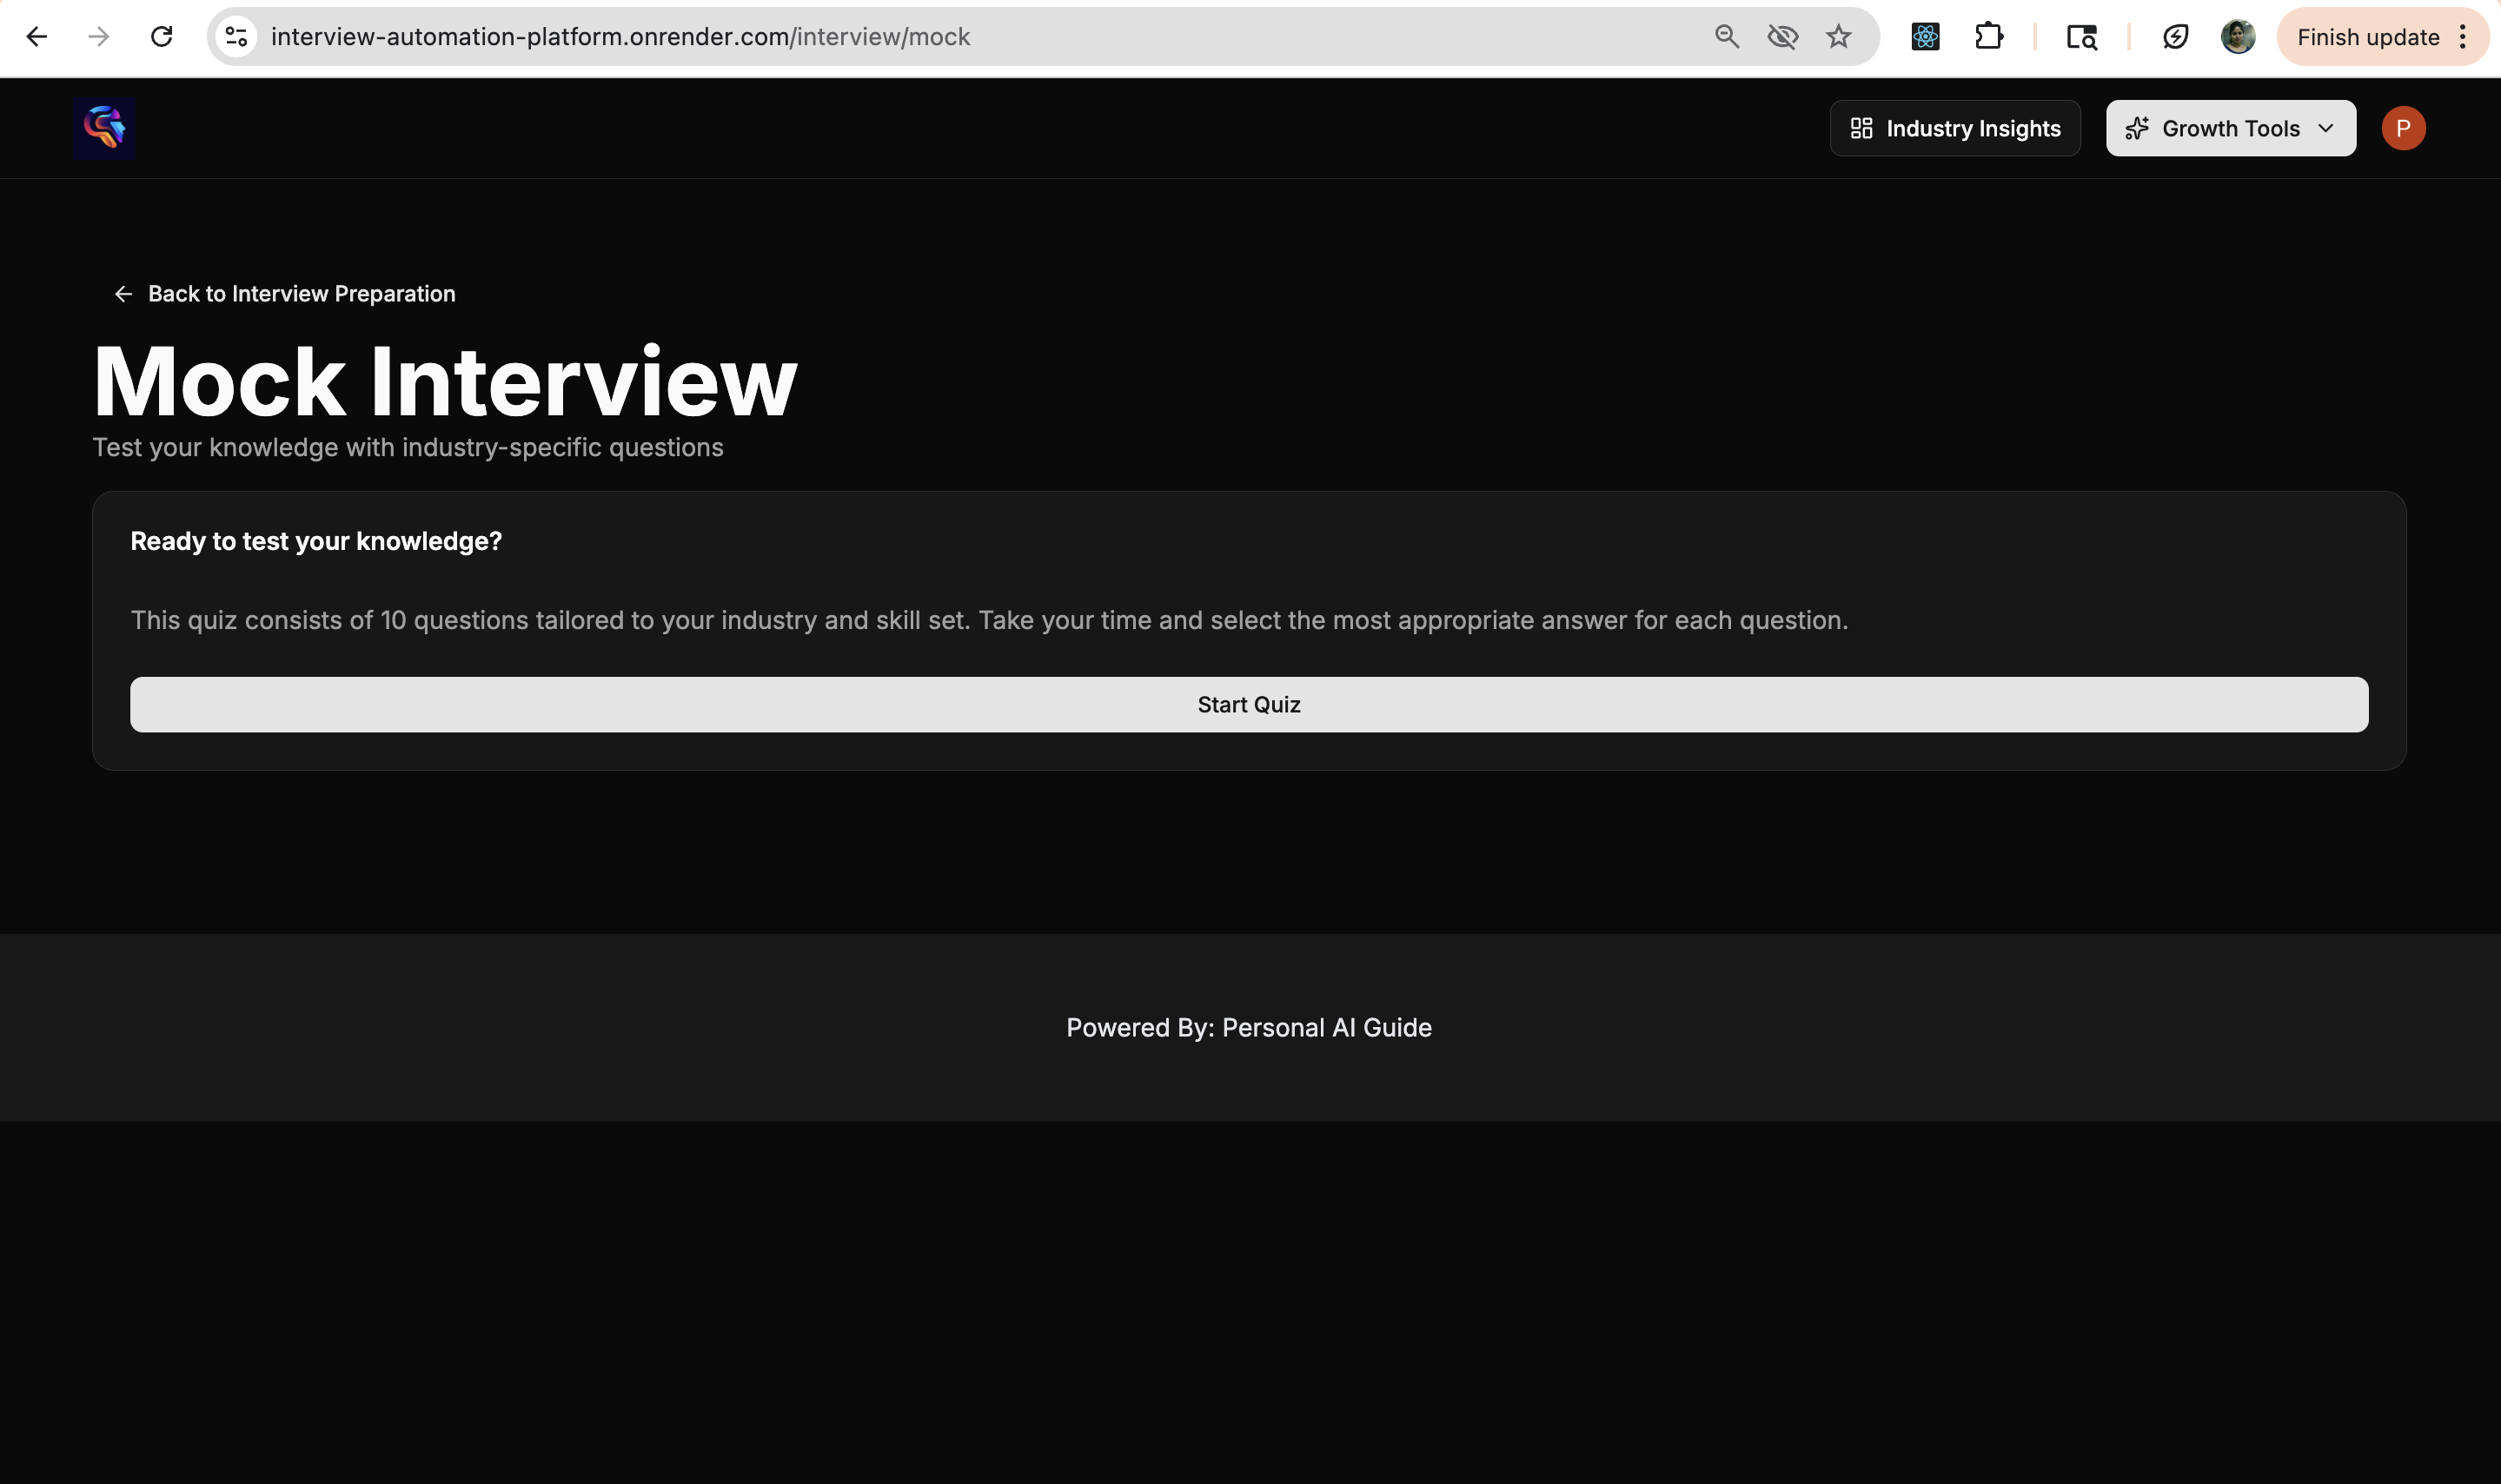 interview-automation-platform.onrender.com/interview/mock
Finish update
Industry Insights
Growth Tools
P
Back to Interview Preparation
Mock Interview
Test your knowledge with industry-specific questions
Ready to test your knowledge?
This quiz consists of 10 questions tailored to your industry and skill set. Take your time and select the most appropriate answer for each question.
Start Quiz
Powered By: Personal AI Guide